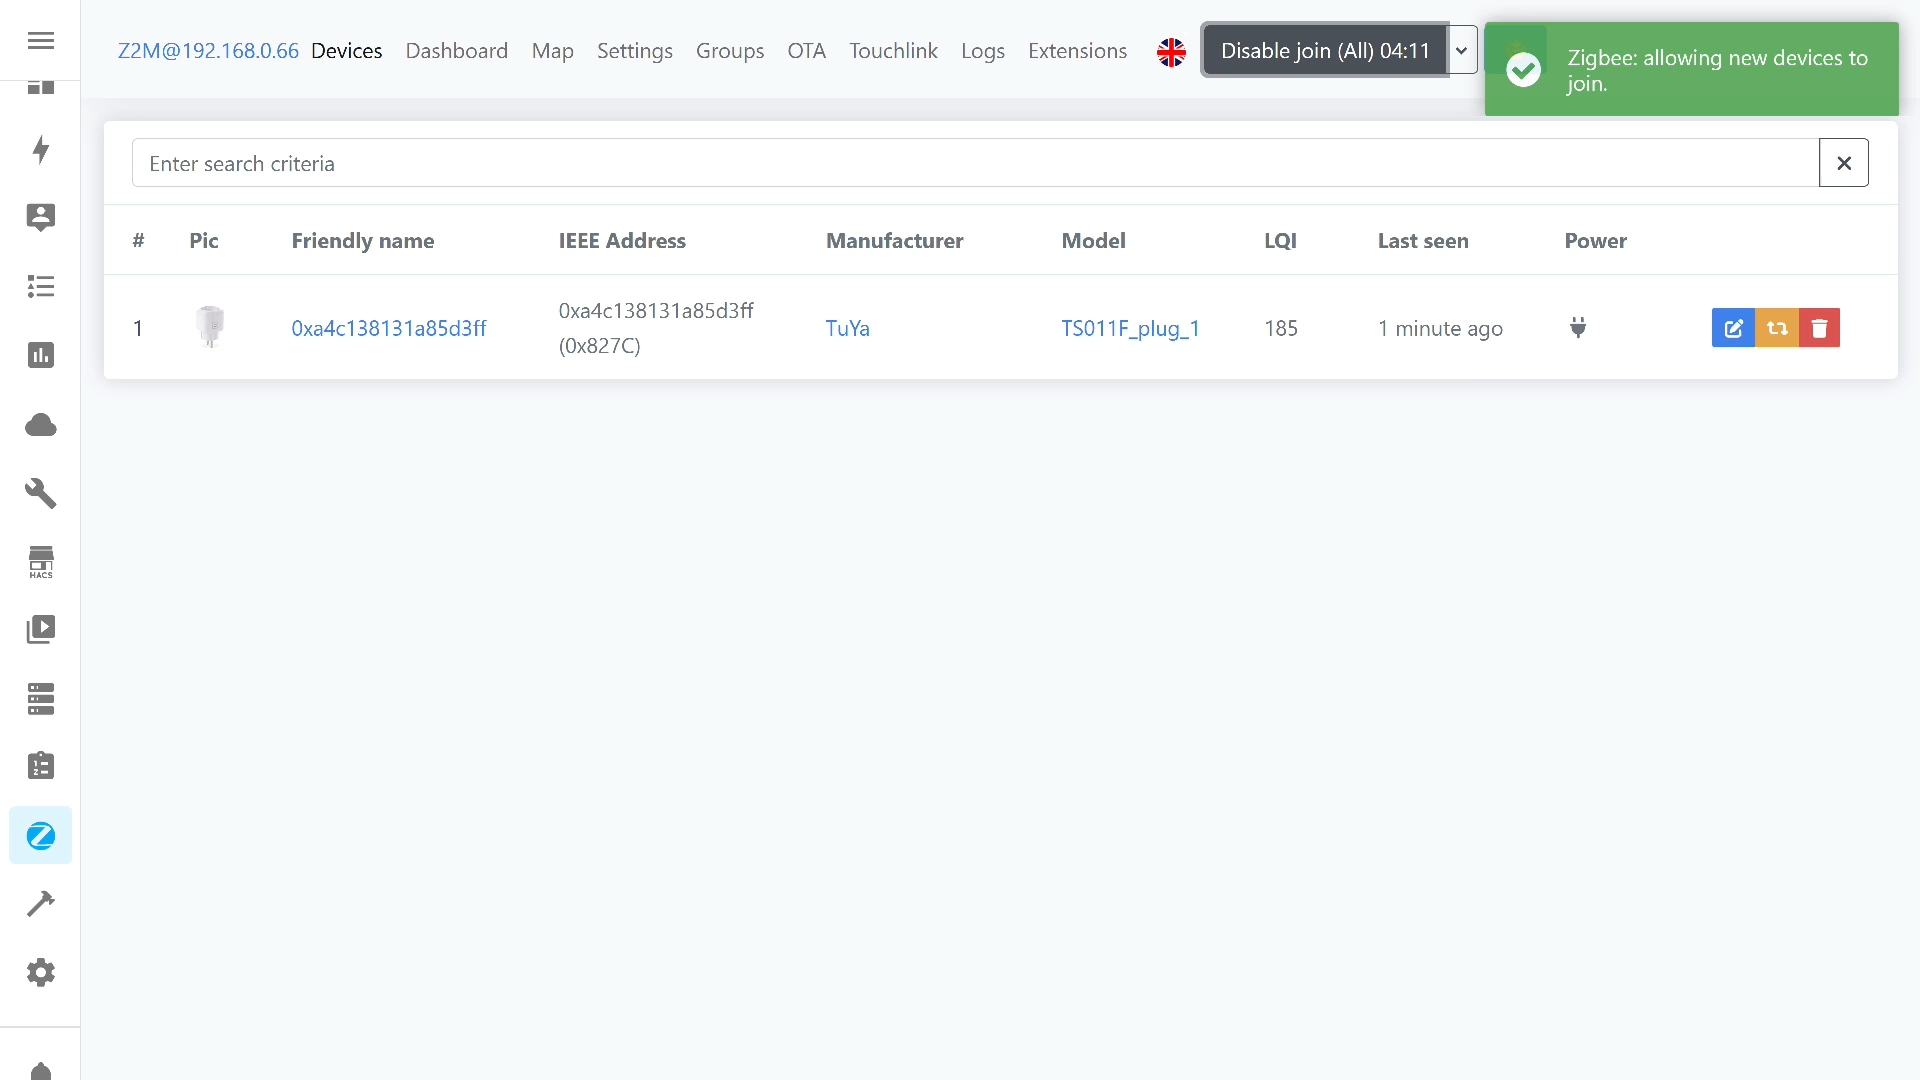 Z2M@192.168.0.66 Devices Dashboard Map Settings Groups OTA Touchlink Logs Extensions Disable join (All) 04:11
Zigbee: allowing new devices to
join.
Enter search criteria
# Pic Friendly name IEEE Address Manufacturer Model LQI Last seen Power
1 0xa4c138131a85d3ff 0xa4c138131a85d3ff TuYa TS011F_plug_1 185 1 minute ago
(0x827C)
HACS